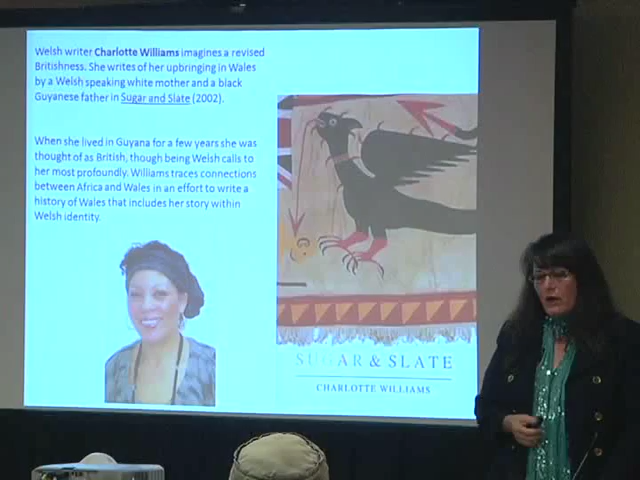 Welsh writer Charlotte Williams imagines a revised
Britishness. She writes of her upbringing in Wales
by a Welsh speaking white mother and a black
Guyanese father in Sugar and Slate (2002).
When she lived in Guyana for a few years she was
thought of as British, though being Welsh calls to
her most profoundly. Williams traces connections
between Africa and Wales in an effort to write a
history of Wales that includes her story within
Welsh identity.
SUGAR & SLATE
CHARLOTTE WILLIAMS